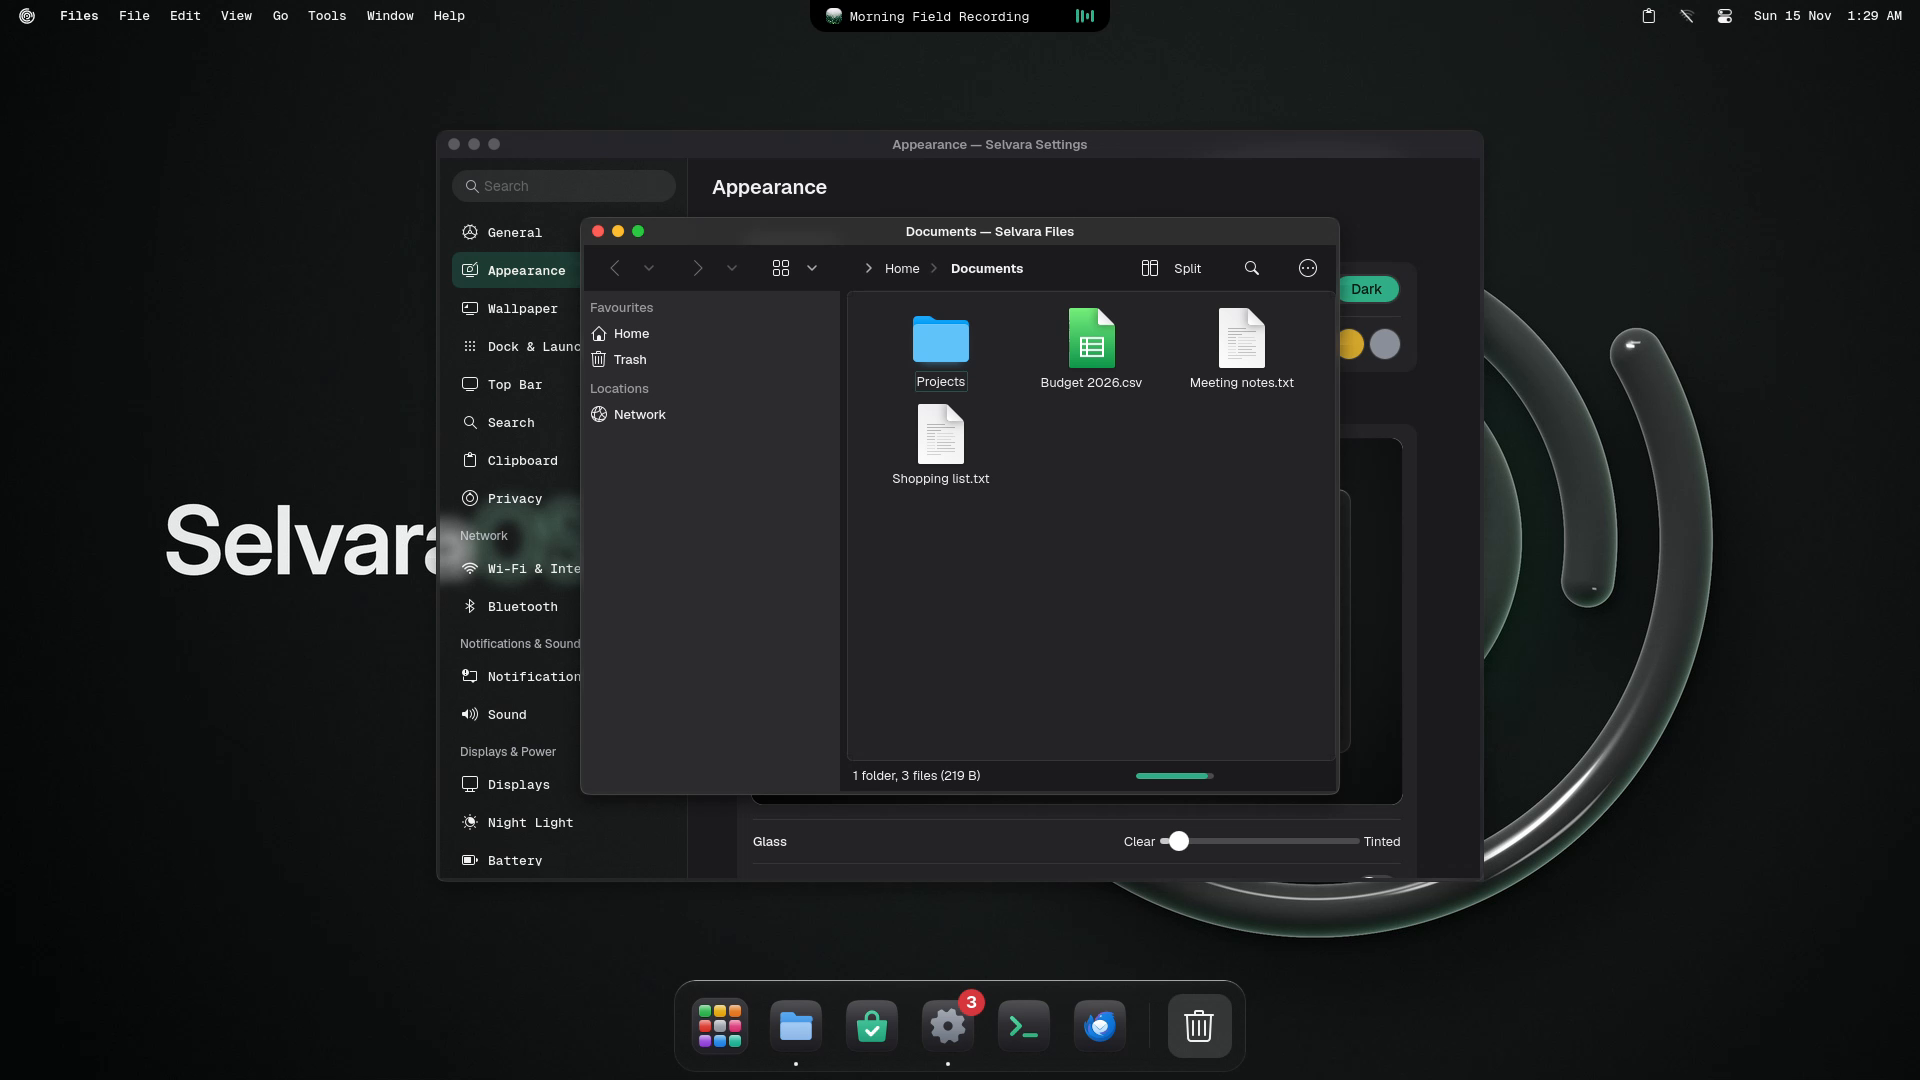 Files File Edit View Go Tools Window Help
Morning Field Recording
Sun 15 Nov 1:29 AM
Appearance — Selvara Settings
Search
Appearance
General
Appearance
Wallpaper
Dock & Launc
Top Bar
Search
Clipboard
Privacy
Network
Wi-Fi & Inte
Bluetooth
Notifications & Sound
Notification
Sound
Displays & Power
Displays
Night Light
Battery
Documents — Selvara Files
Home Documents
Split
Favourites
Home
Trash
Locations
Network
Projects
Budget 2026.csv
Meeting notes.txt
Shopping list.txt
1 folder, 3 files (219 B)
Dark
Glass
Clear
Tinted
Selvara OS
3